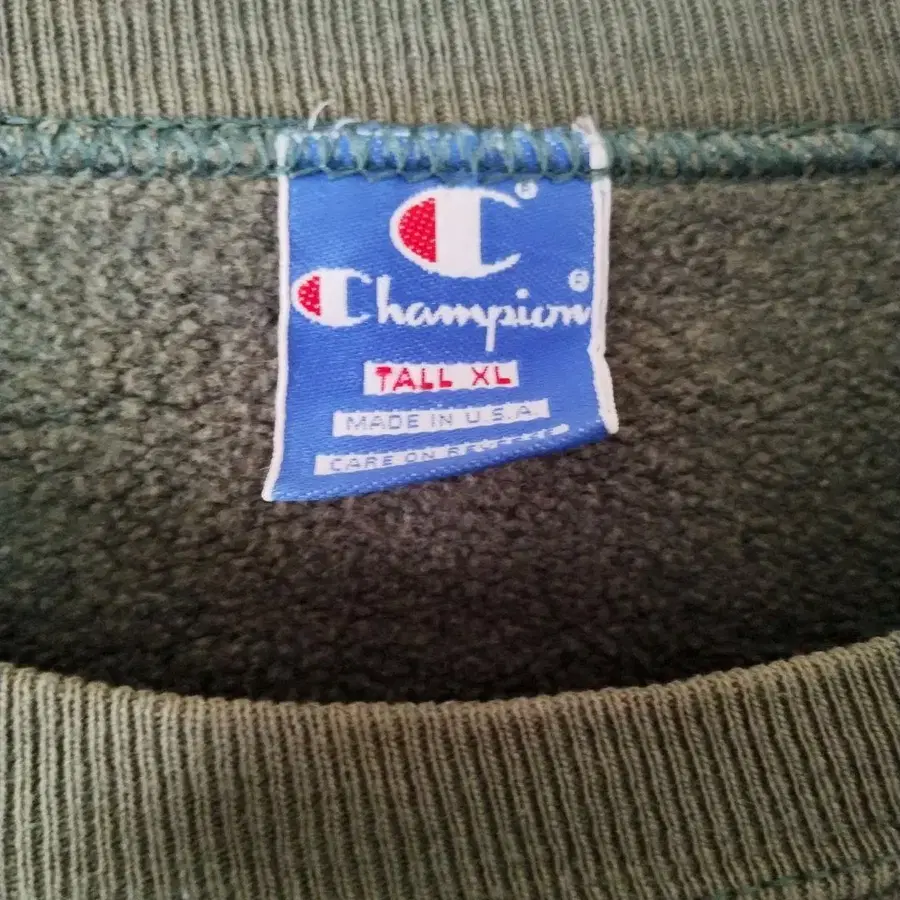 C®
Champion®
TALL XL
MADE IN U.S.A.
CARE ON